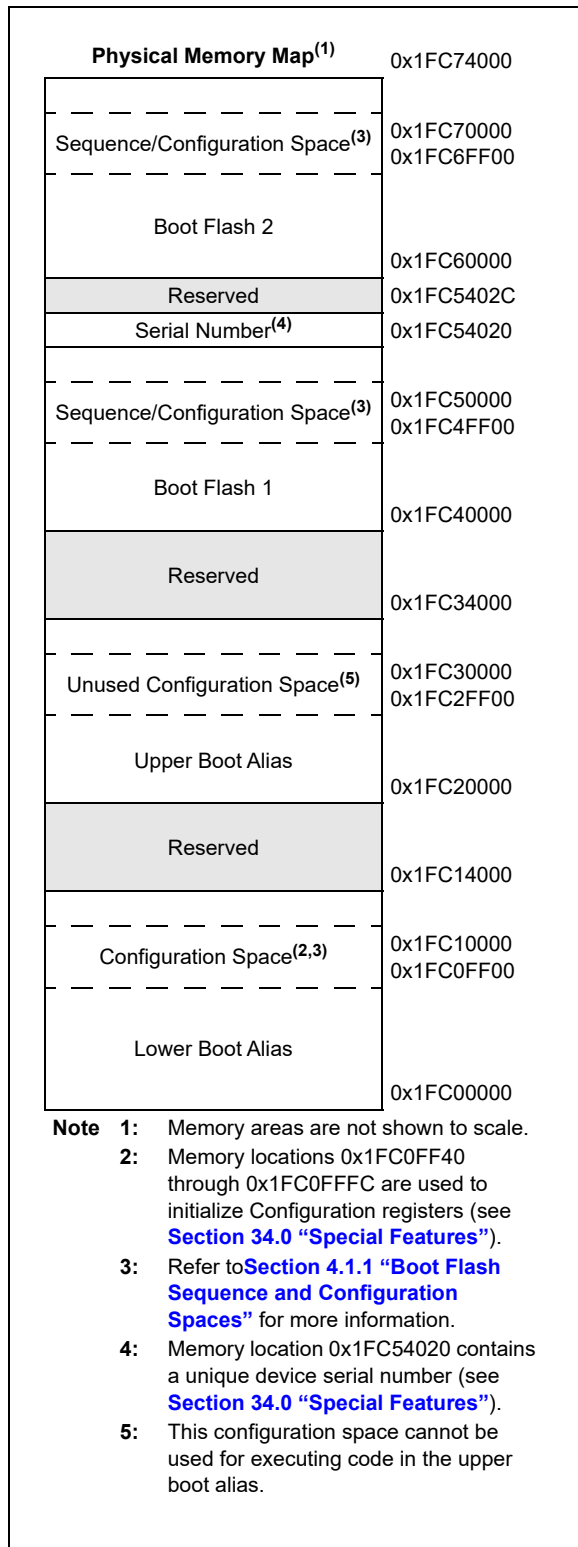 Physical Memory Map(1)
0x1FC74000
Sequence/Configuration Space(3)
0x1FC70000
0x1FC6FF00
Boot Flash 2
0x1FC60000
Reserved
0x1FC5402C
Serial Number(4)
0x1FC54020
Sequence/Configuration Space(3)
0x1FC50000
0x1FC4FF00
Boot Flash 1
0x1FC40000
Reserved
0x1FC34000
Unused Configuration Space(5)
0x1FC30000
0x1FC2FF00
Upper Boot Alias
0x1FC20000
Reserved
0x1FC14000
Configuration Space(2,3)
0x1FC10000
0x1FC0FF00
Lower Boot Alias
0x1FC00000
Note 1: Memory areas are not shown to scale.
2: Memory locations 0x1FC0FF40
through 0x1FC0FFFC are used to
initialize Configuration registers (see
Section 34.0 “Special Features”).
3: Refer toSection 4.1.1 “Boot Flash
Sequence and Configuration
Spaces” for more information.
4: Memory location 0x1FC54020 contains
a unique device serial number (see
Section 34.0 “Special Features”).
5: This configuration space cannot be
used for executing code in the upper
boot alias.